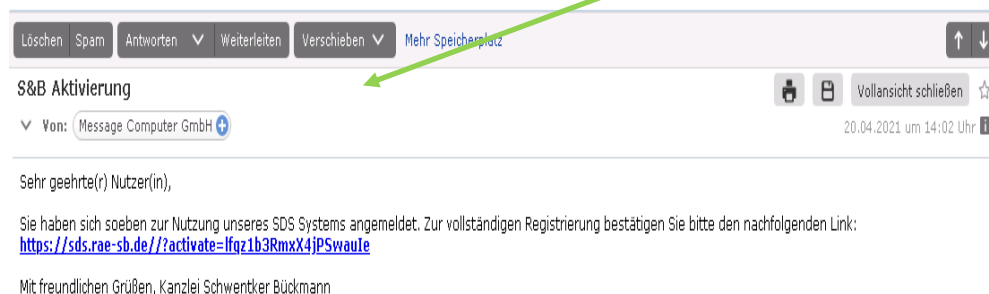 Löschen Spam Antworten Weiterleiten Verschieben Mehr Speicherplatz
S&B Aktivierung
Vollansicht schließen
Von: Message Computer GmbH
20.04.2021 um 14:02 Uhr
Sehr geehrte(r) Nutzer(in),
Sie haben sich soeben zur Nutzung unseres SDS Systems angemeldet. Zur vollständigen Registrierung bestätigen Sie bitte den nachfolgenden Link:
https://sds.rae-sb.de//?activate=lfqz1b3RmxX4jPSwauIe
Mit freundlichen Grüßen, Kanzlei Schwentker Bückmann